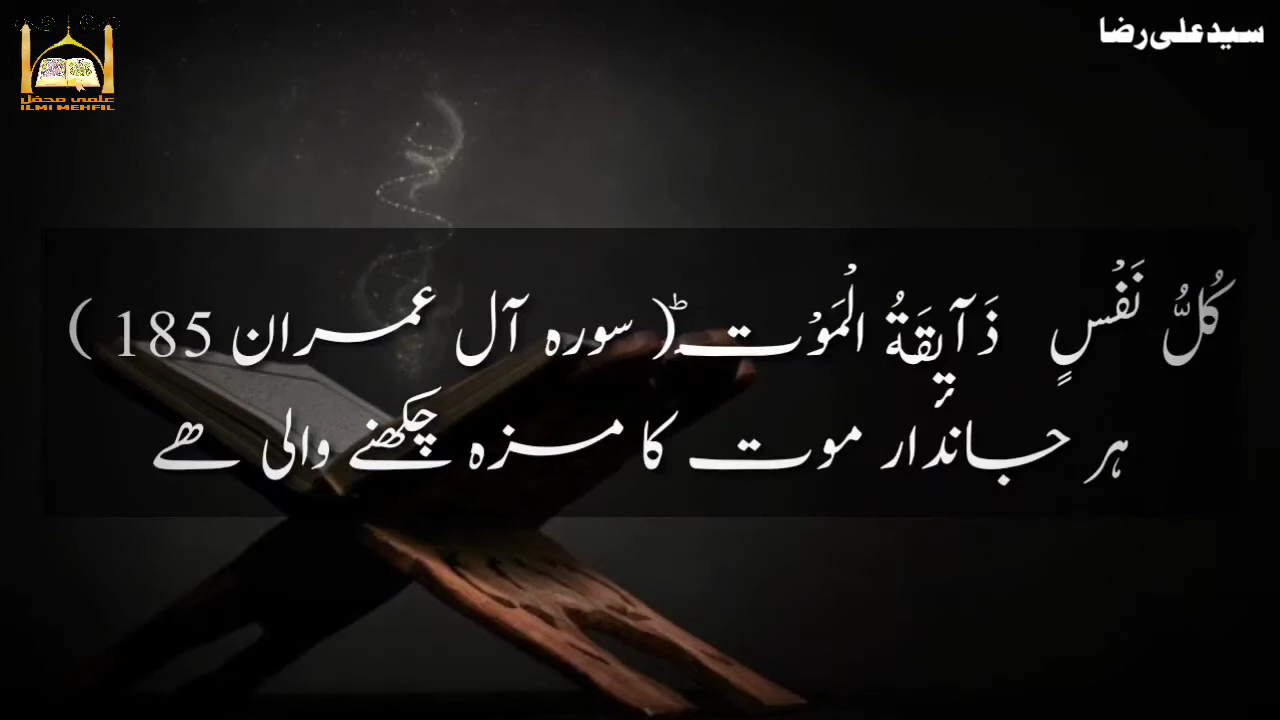 سید علی رضا
علمی محفل
ILMI MEHFIL
کُلُّ نَفْسٍ ذَآئِقَةُ الْمَوْتِ ؕ( سورہ آل عمران 185 )
ہر جاندار موت کا مزہ چکھنے والی ھے